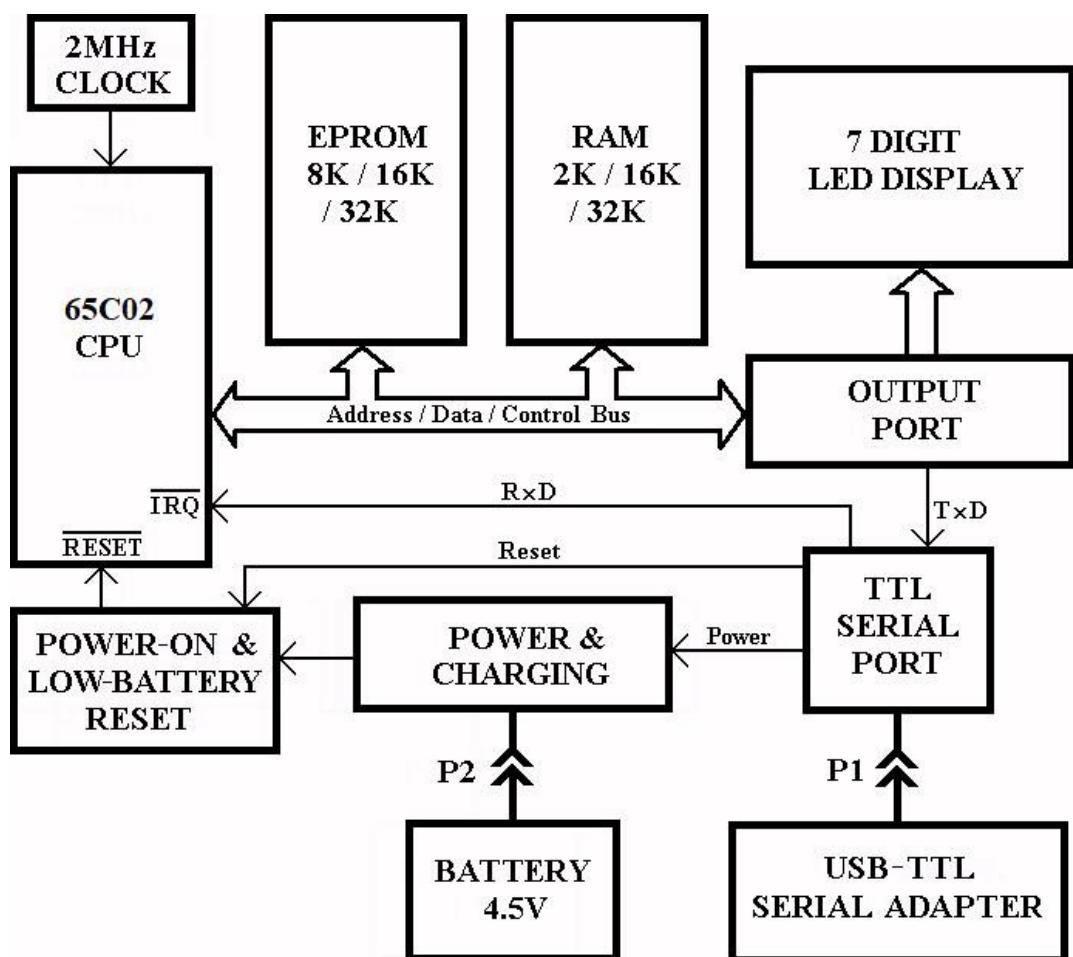 2MHz
CLOCK
EPROM
8K / 16K
/ 32K
RAM
2K / 16K
/ 32K
7 DIGIT
LED DISPLAY
65C02
CPU
Address / Data / Control Bus
OUTPUT
PORT
IRQ
R×D
T×D
RESET
Reset
TTL
SERIAL
PORT
POWER-ON &
LOW-BATTERY
RESET
POWER &
CHARGING
Power
P2
P1
BATTERY
4.5V
USB-TTL
SERIAL ADAPTER